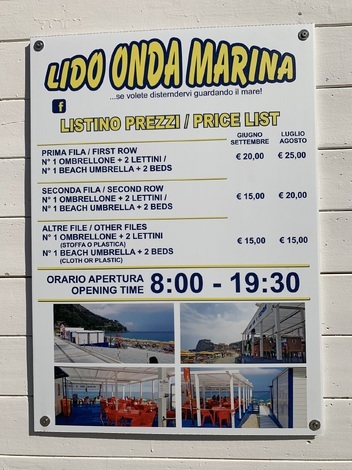 LIDO ONDA MARINA
...se volete disterndervi guardando il mare!
f
LISTINO PREZZI / PRICE LIST
GIUGNO SETTEMBRE
LUGLIO AGOSTO
PRIMA FILA / FIRST ROW
N° 1 OMBRELLONE + 2 LETTINI / € 20,00 € 25,00
N° 1 BEACH UMBRELLA + 2 BEDS
SECONDA FILA / SECOND ROW
N° 1 OMBRELLONE + 2 LETTINI / € 15,00 € 20,00
N° 1 BEACH UMBRELLA + 2 BEDS
ALTRE FILE / OTHER FILES
N° 1 OMBRELLONE + 2 LETTINI € 15,00 € 15,00
(STOFFA O PLASTICA)
N° 1 BEACH UMBRELLA + 2 BEDS
(CLOTH OR PLASTIC)
ORARIO APERTURA
OPENING TIME 8:00 - 19:30